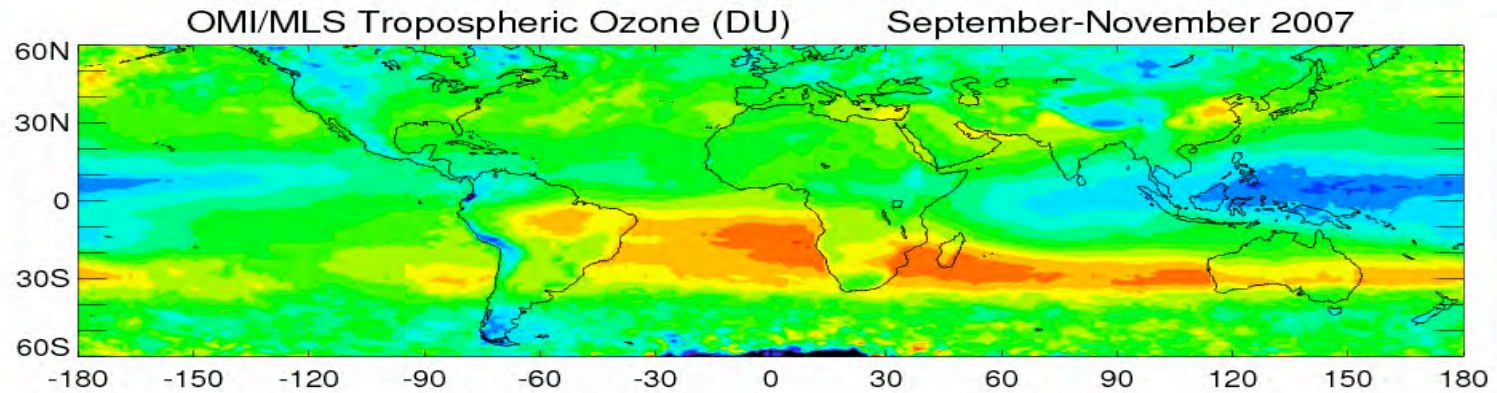 OMI/MLS Tropospheric Ozone (DU) September-November 2007
60N
30N
0
30S
60S
-180 -150 -120 -90 -60 -30 0 30 60 90 120 150 180